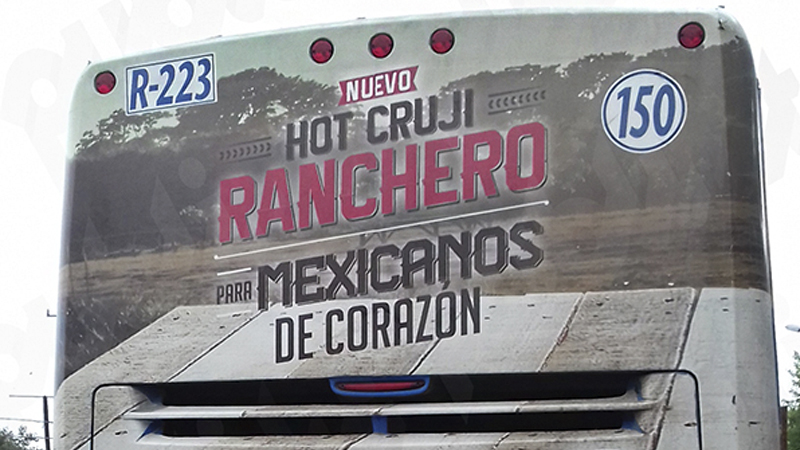 R-223
150
NUEVO
HOT CRUJI
RANCHERO
PARA MEXICANOS
DE CORAZÓN